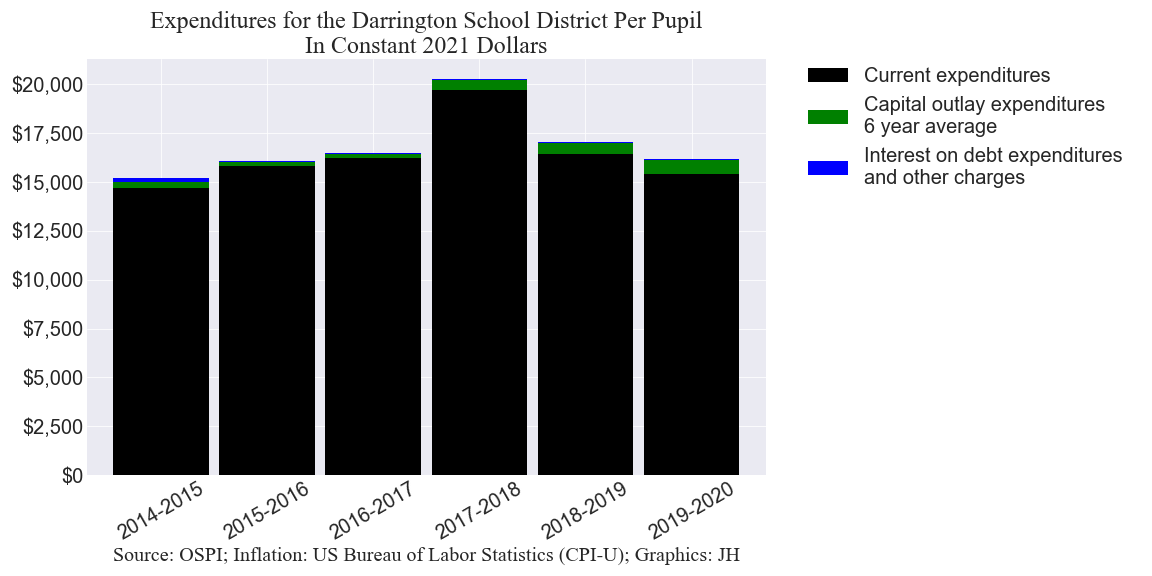 Expenditures for the Darrington School District Per Pupil
In Constant 2021 Dollars
$20,000
$17,500
$15,000
$12,500
$10,000
$7,500
$5,000
$2,500
$0
2014-2015
2015-2016
2016-2017
2017-2018
2018-2019
2019-2020
Current expenditures
Capital outlay expenditures
6 year average
Interest on debt expenditures
and other charges
Source: OSPI; Inflation: US Bureau of Labor Statistics (CPI-U); Graphics: JH